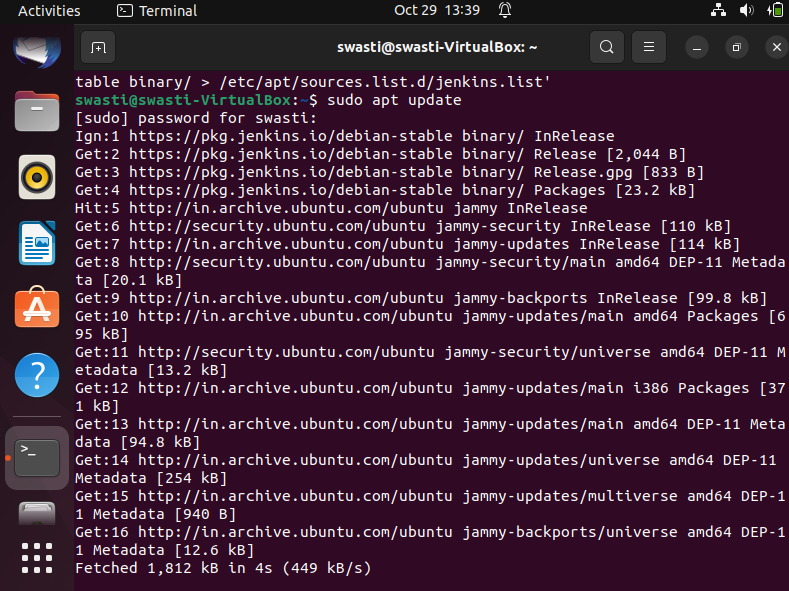 Activities
Terminal
Oct 29 13:39
swasti@swasti-VirtualBox: ~
table binary/ > /etc/apt/sources.list.d/jenkins.list'
swasti@swasti-VirtualBox:~$ sudo apt update
[sudo] password for swasti:
Ign:1 https://pkg.jenkins.io/debian-stable binary/ InRelease
Get:2 https://pkg.jenkins.io/debian-stable binary/ Release [2,044 B]
Get:3 https://pkg.jenkins.io/debian-stable binary/ Release.gpg [833 B]
Get:4 https://pkg.jenkins.io/debian-stable binary/ Packages [23.2 kB]
Hit:5 http://in.archive.ubuntu.com/ubuntu jammy InRelease
Get:6 http://security.ubuntu.com/ubuntu jammy-security InRelease [110 kB]
Get:7 http://in.archive.ubuntu.com/ubuntu jammy-updates InRelease [114 kB]
Get:8 http://security.ubuntu.com/ubuntu jammy-security/main amd64 DEP-11 Metada
ta [20.1 kB]
Get:9 http://in.archive.ubuntu.com/ubuntu jammy-backports InRelease [99.8 kB]
Get:10 http://in.archive.ubuntu.com/ubuntu jammy-updates/main amd64 Packages [6
95 kB]
Get:11 http://security.ubuntu.com/ubuntu jammy-security/universe amd64 DEP-11 M
etadata [13.2 kB]
Get:12 http://in.archive.ubuntu.com/ubuntu jammy-updates/main i386 Packages [37
1 kB]
Get:13 http://in.archive.ubuntu.com/ubuntu jammy-updates/main amd64 DEP-11 Meta
data [94.8 kB]
Get:14 http://in.archive.ubuntu.com/ubuntu jammy-updates/universe amd64 DEP-11
Metadata [254 kB]
Get:15 http://in.archive.ubuntu.com/ubuntu jammy-updates/multiverse amd64 DEP-1
1 Metadata [940 B]
Get:16 http://in.archive.ubuntu.com/ubuntu jammy-backports/universe amd64 DEP-1
1 Metadata [12.6 kB]
Fetched 1,812 kB in 4s (449 kB/s)